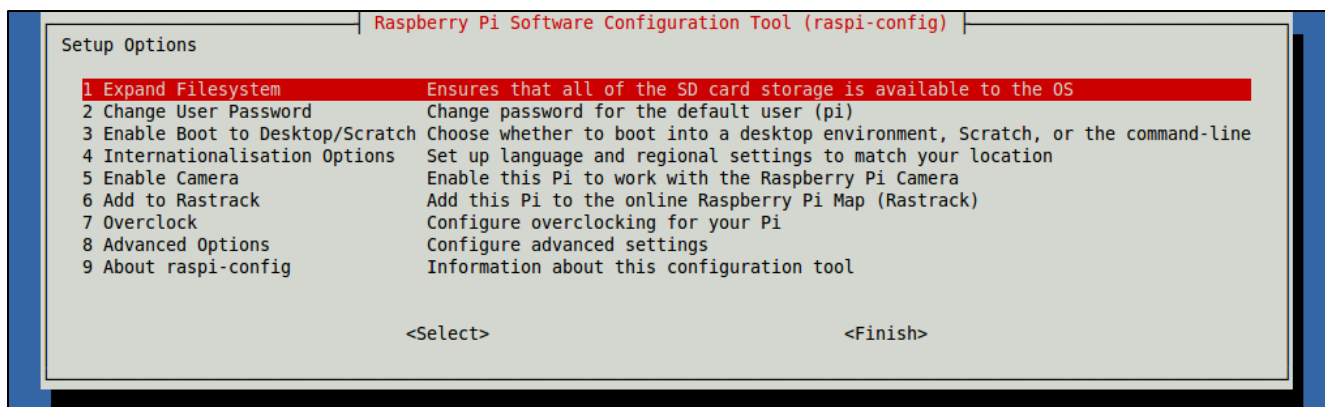 Raspberry Pi Software Configuration Tool (raspi-config)
Setup Options
1 Expand Filesystem Ensures that all of the SD card storage is available to the OS
2 Change User Password Change password for the default user (pi)
3 Enable Boot to Desktop/Scratch Choose whether to boot into a desktop environment, Scratch, or the command-line
4 Internationalisation Options Set up language and regional settings to match your location
5 Enable Camera Enable this Pi to work with the Raspberry Pi Camera
6 Add to Rastrack Add this Pi to the online Raspberry Pi Map (Rastrack)
7 Overclock Configure overclocking for your Pi
8 Advanced Options Configure advanced settings
9 About raspi-config Information about this configuration tool
<Select> <Finish>